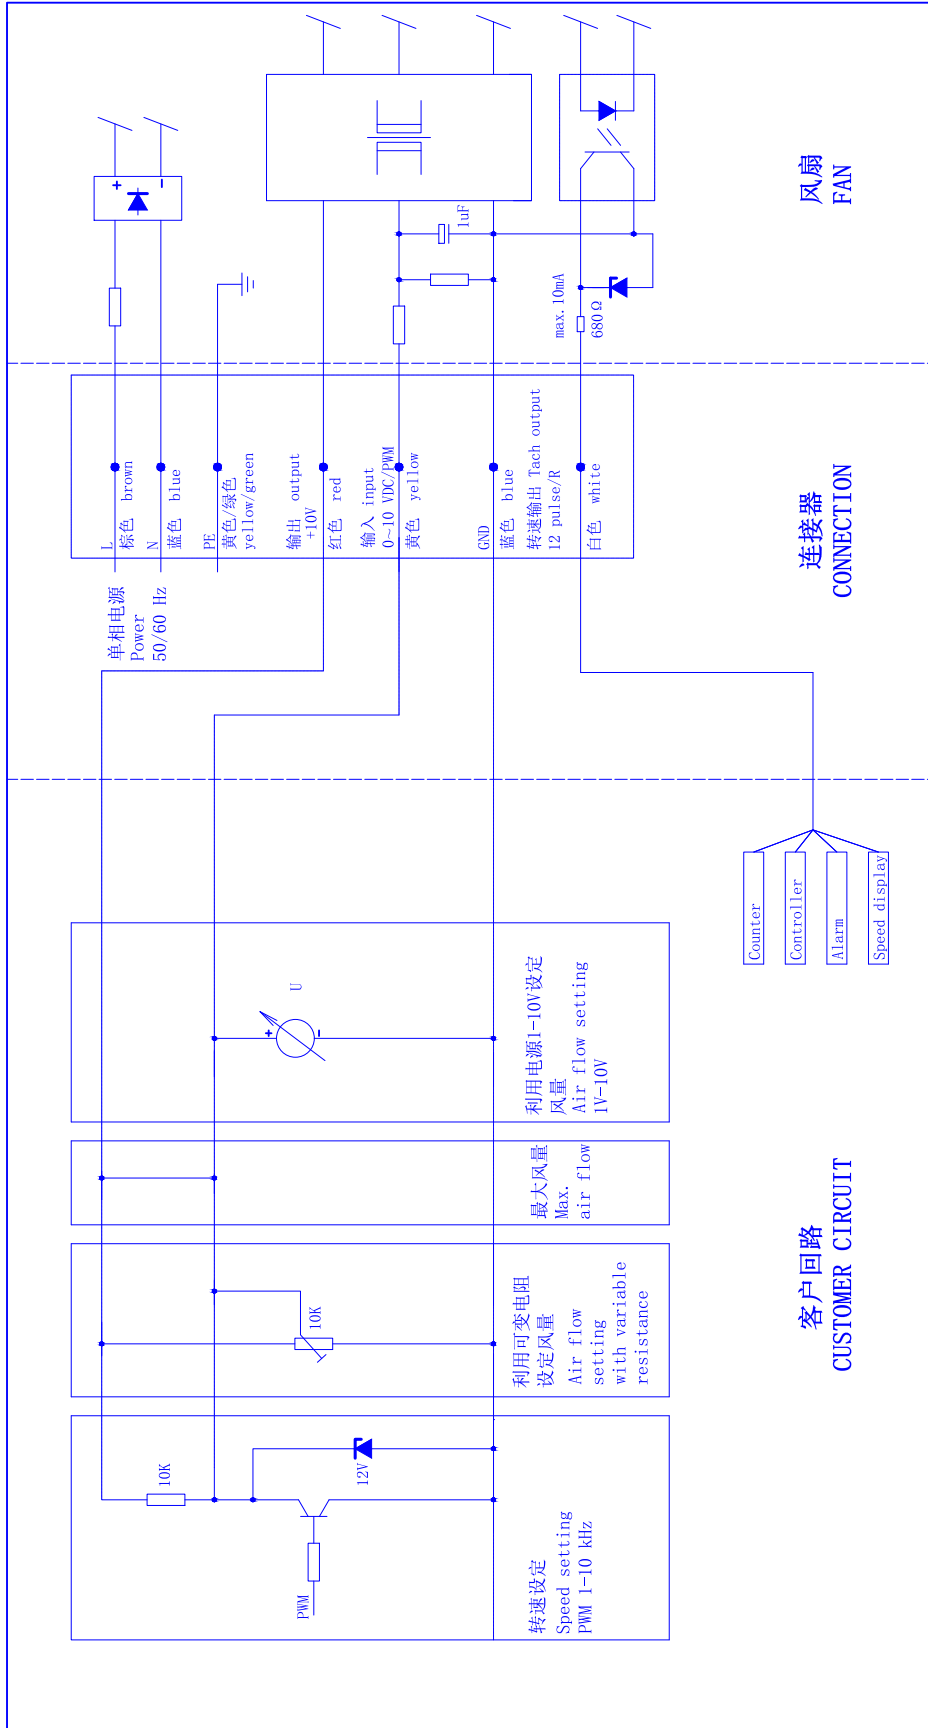 客户回路
CUSTOMER CIRCUIT
连接器
CONNECTION
风扇
FAN
PWM
10K
12V
转速设定
Speed setting
PWM 1-10 kHz
10K
利用可变电阻
设定风量
Air flow
setting
with variable
resistance
最大风量
Max.
air flow
U
+
-
利用电源1-10V设定
风量
Air flow setting
1V-10V
Counter
Controller
Alarm
Speed display
单相电源
Power
50/60 Hz
L
棕色 brown
N
蓝色 blue
PE
黄色/绿色
yellow/green
输出 output
+10V
红色 red
输入 input
0~10 VDC/PWM
黄色 yellow
GND
蓝色 blue
转速输出 Tach output
12 pulse/R
白色 white
+
-
1uF
max.10mA
680Ω